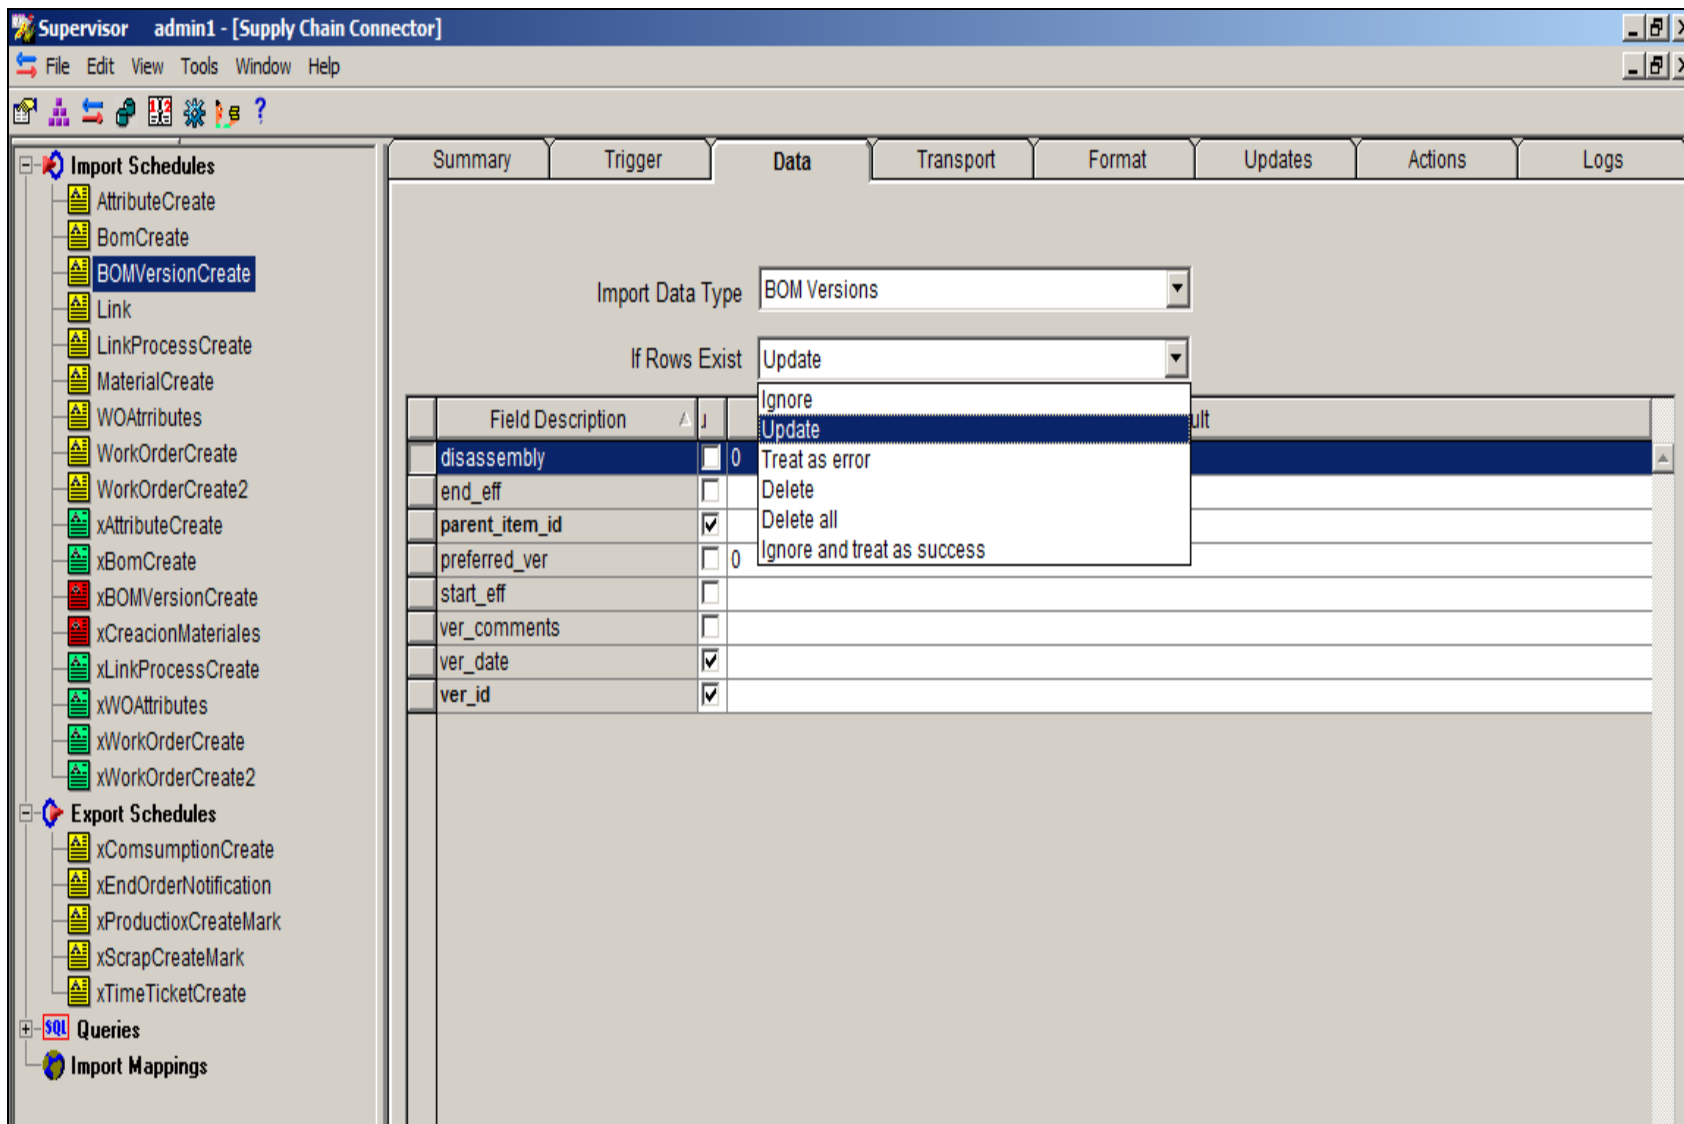 Supervisor admin1 - [Supply Chain Connector]
File Edit View Tools Window Help
Summary Trigger Data Transport Format Updates Actions Logs
Import Schedules
AttributeCreate
BomCreate
BOMVersionCreate
Link
LinkProcessCreate
MaterialCreate
WOAtrributes
WorkOrderCreate
WorkOrderCreate2
xAttributeCreate
xBomCreate
xBOMVersionCreate
xCreacionMateriales
xLinkProcessCreate
xWOAttributes
xWorkOrderCreate
xWorkOrderCreate2
Export Schedules
xComsumptionCreate
xEndOrderNotification
xProductioxCreateMark
xScrapCreateMark
xTimeTicketCreate
SQL Queries
Import Mappings
Import Data Type BOM Versions
If Rows Exist Update
Ignore
Update
Treat as error
Delete
Delete all
Ignore and treat as success
Field Description ult
disassembly 0
end_eff
parent_item_id
preferred_ver 0
start_eff
ver_comments
ver_date
ver_id